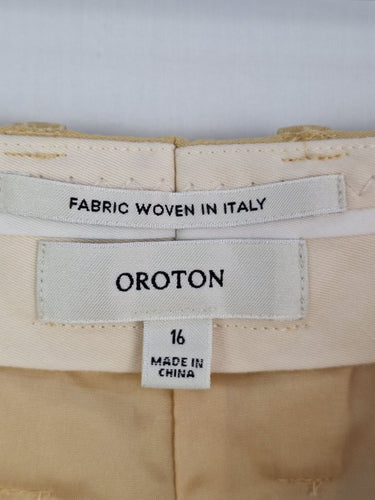 FABRIC WOVEN IN ITALY
OROTON
16
MADE IN
CHINA